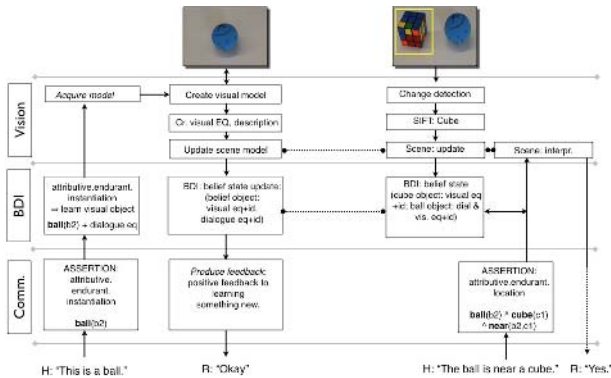 Vision
Acquire model
Create visual model
Cr. visual EQ, description
Update scene model
Change detection
SIFT: Cube
Scene: update
Scene: interpr.
BDI
attributive.endurant.
instantiation
⇒ learn visual object
ball(b2) + dialogue eq
BDI: belief state update:
(belief object:
visual eq+id,
dialogue eq+id)
BDI: belief state
(cube object: visual eq
+id; ball object: dial &
vis. eq+id)
Comm.
ASSERTION:
attributive.
endurant.
instantiation
ball(b2)
Produce feedback:
positive feedback to
learning
something new.
ASSERTION:
attributive.endurant.
location
ball(b2) ^ cube(c1)
^ near(b2,c1)
H: "This is a ball."
R: "Okay"
H: "The ball is near a cube."
R: "Yes."